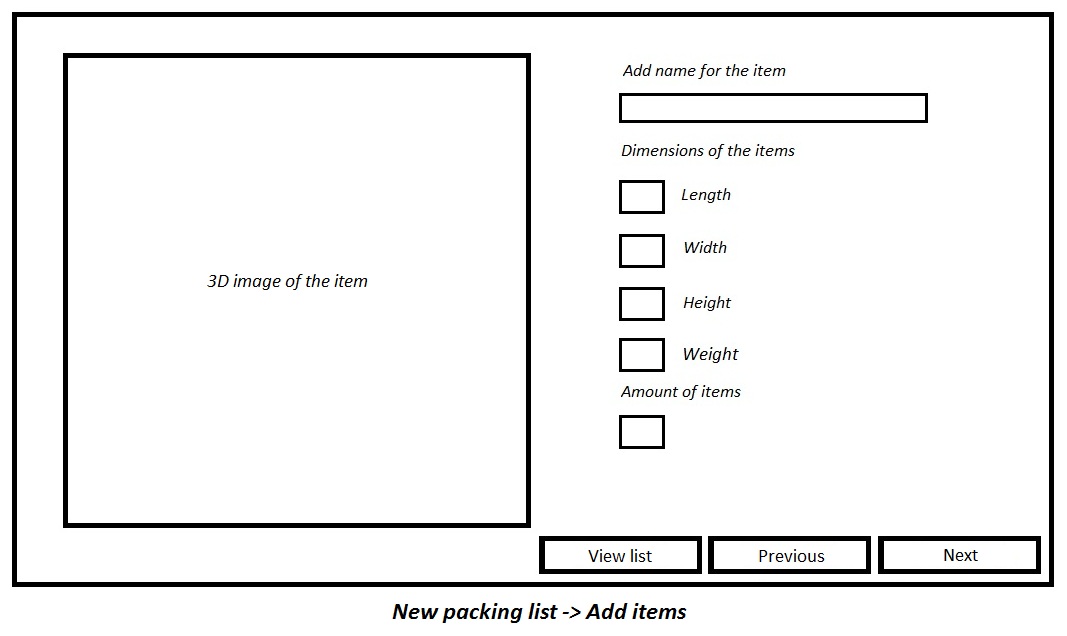 3D image of the item
Add name for the item
Dimensions of the items
Length
Width
Height
Weight
Amount of items
View list
Previous
Next
New packing list -> Add items